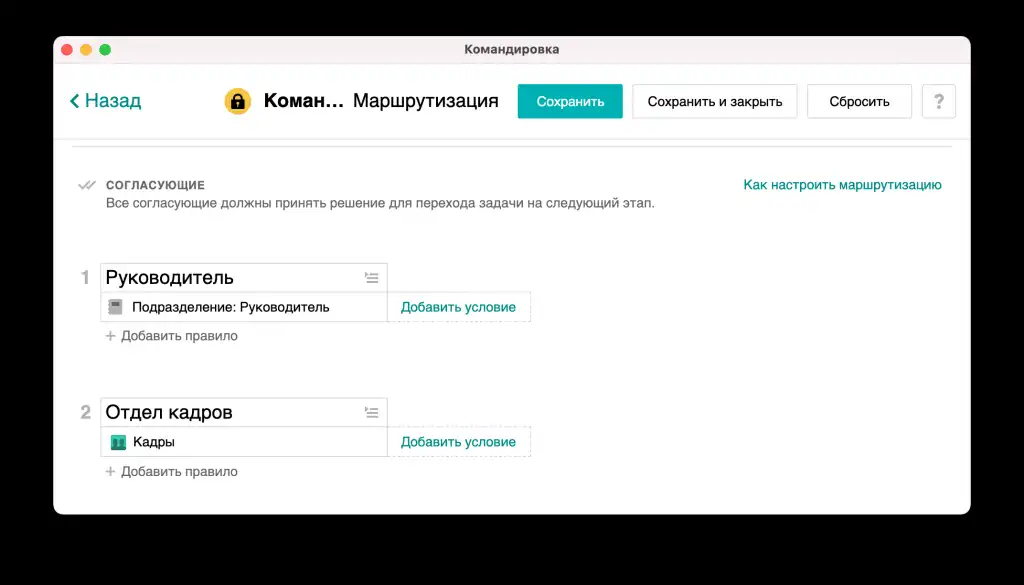 Командировка
Назад
Коман... Маршрутизация
Сохранить
Сохранить и закрыть
Сбросить
?
СОГЛАСУЮЩИЕ
Как настроить маршрутизацию
Все согласующие должны принять решение для перехода задачи на следующий этап.
1 Руководитель
Подразделение: Руководитель
Добавить условие
+ Добавить правило
2 Отдел кадров
Кадры
Добавить условие
+ Добавить правило